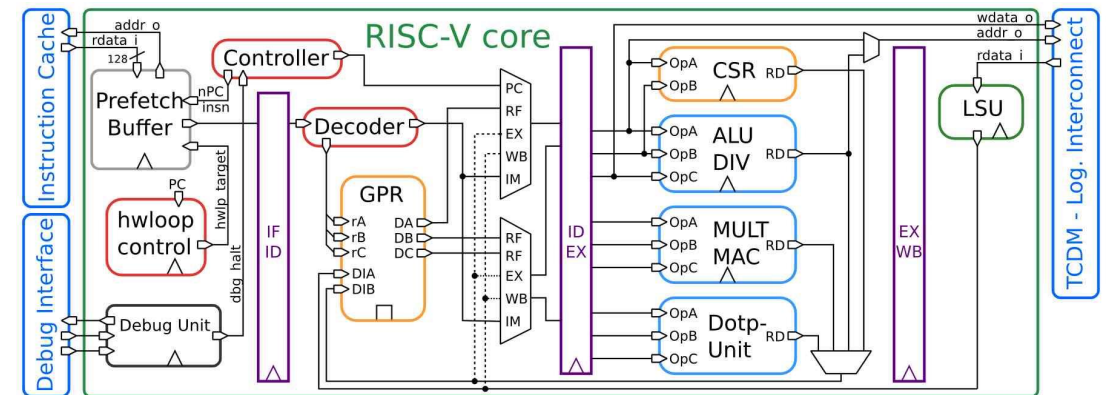 Instruction Cache
addr_o
rdata_i
128
Prefetch
Buffer
nPC
insn
Controller
RISC-V core
hwlp_target
PC
hwloop
control
dbg_halt
Debug Interface
Debug Unit
IF
ID
Decoder
GPR
rA
rB
rC
DIA
DIB
DA
DB
DC
PC
RF
EX
WB
IM
RF
RF
EX
WB
IM
ID
EX
OpA
OpB
CSR
RD
OpA
OpB
OpC
ALU
DIV
RD
OpA
OpB
OpC
MULT
MAC
RD
OpA
OpB
OpC
Dotp-
Unit
RD
EX
WB
wdata_o
addr_o
rdata_i
LSU
TCDM - Log. Interconnect